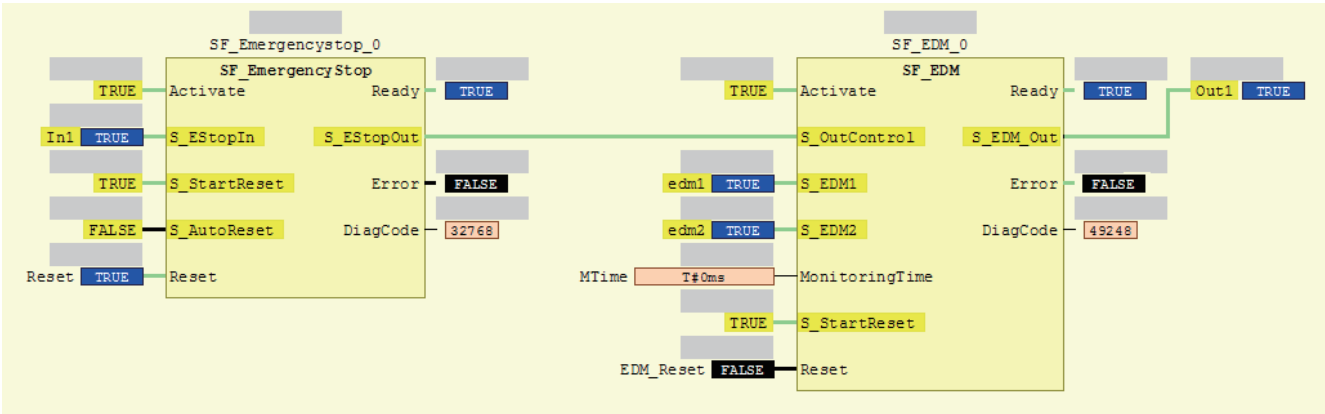 SF_Emergencystop_0
SF_EmergencyStop
TRUE Activate Ready TRUE
In1 TRUE S_EStopIn S_EStopOut
TRUE S_StartReset Error FALSE
FALSE S_AutoReset DiagCode 32768
Reset TRUE Reset
SF_EDM_0
SF_EDM
TRUE Activate Ready TRUE Out1 TRUE
S_OutControl S_EDM_Out
edm1 TRUE S_EDM1 Error FALSE
edm2 TRUE S_EDM2 DiagCode 49248
MTime T#0ms MonitoringTime
TRUE S_StartReset
EDM_Reset FALSE Reset